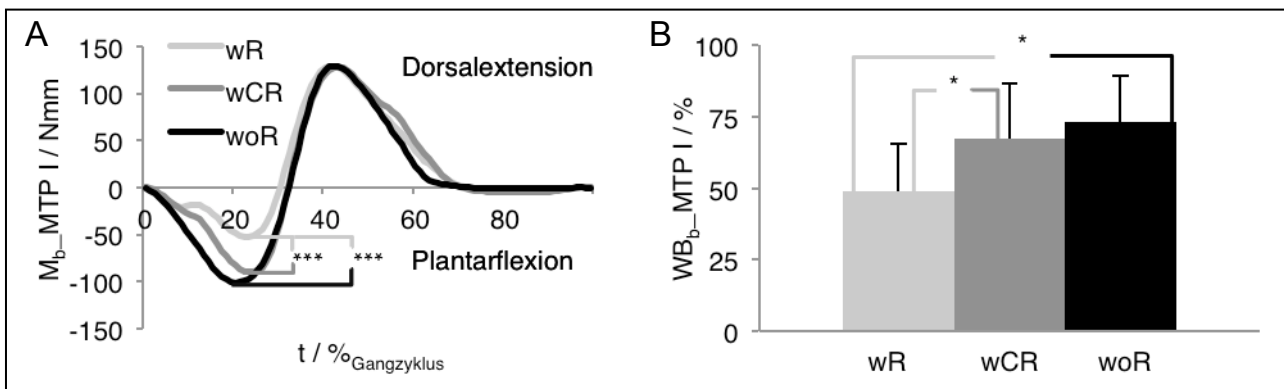 A
150
100
50
0
-50
-100
-150
M_b_MTP I / Nmm
wR
wCR
woR
Dorsalextension
0 20 40 60 80
*** ***
Plantarflexion
t / %Gangzyklus
B
100
75
50
25
0
WB_b_MTP I / %
*
*
wR wCR woR